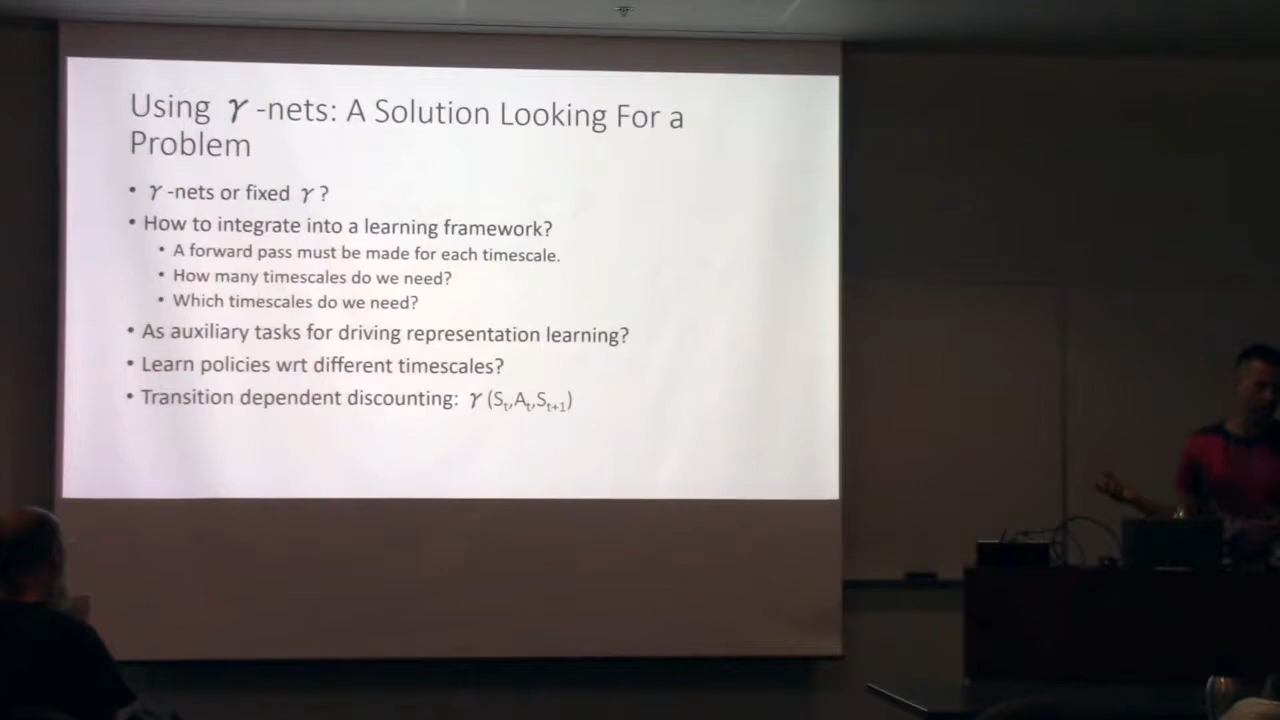 Using γ -nets: A Solution Looking For a
Problem
• γ -nets or fixed γ ?
• How to integrate into a learning framework?
• A forward pass must be made for each timescale.
• How many timescales do we need?
• Which timescales do we need?
• As auxiliary tasks for driving representation learning?
• Learn policies wrt different timescales?
• Transition dependent discounting: γ (Sₜ,Aₜ,Sₜ₊₁)